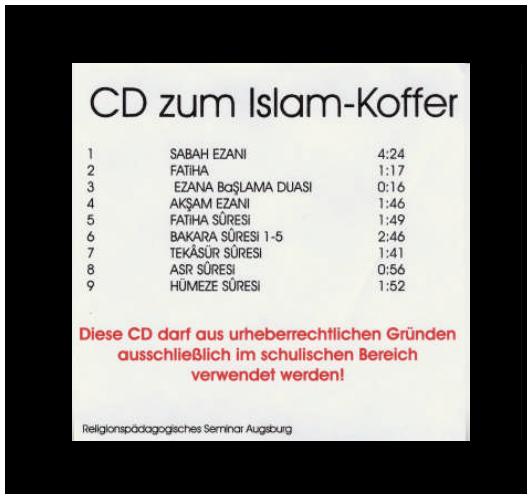 CD zum Islam-Koffer
1 SABAH EZANI 4:24
2 FATiHA 1:17
3 EZANA BaŞLAMA DUASI 0:16
4 AKŞAM EZANI 1:46
5 FATiHA SÛRESi 1:49
6 BAKARA SÛRESi 1-5 2:46
7 TEKÂSÜR SÛRESi 1:41
8 ASR SÛRESi 0:56
9 HÜMEZE SÛRESi 1:52
Diese CD darf aus urheberrechtlichen Gründen
ausschließlich im schulischen Bereich
verwendet werden!
Religionspädagogisches Seminar Augsburg